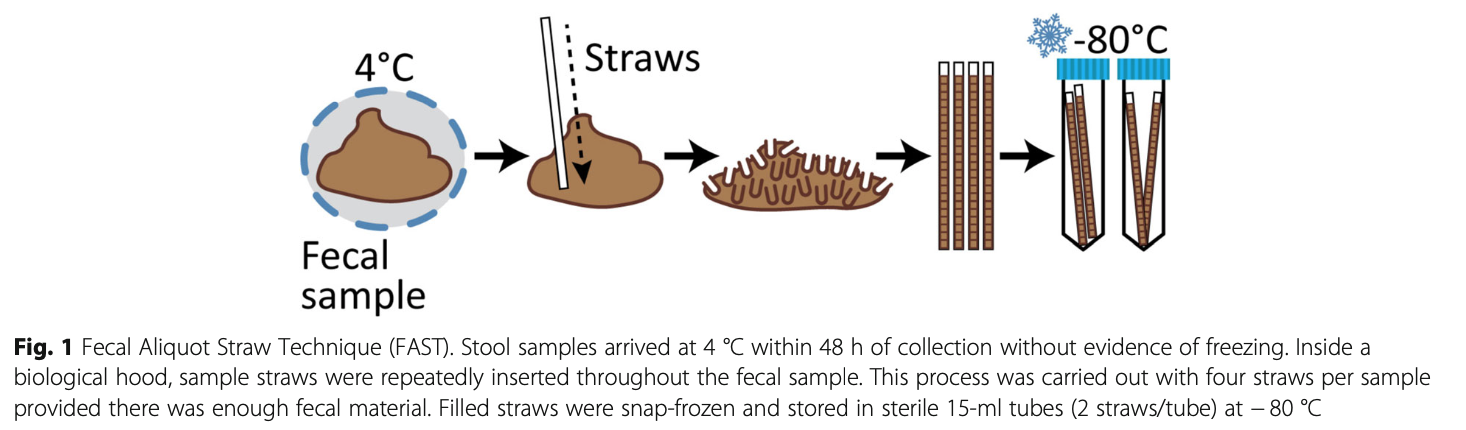 4°C
Straws
-80°C
Fecal
sample
Fig. 1 Fecal Aliquot Straw Technique (FAST). Stool samples arrived at 4 °C within 48 h of collection without evidence of freezing. Inside a
biological hood, sample straws were repeatedly inserted throughout the fecal sample. This process was carried out with four straws per sample
provided there was enough fecal material. Filled straws were snap-frozen and stored in sterile 15-ml tubes (2 straws/tube) at − 80 °C